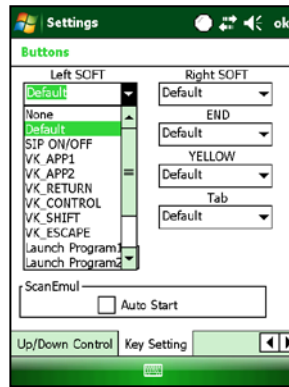 Settings
ok
Buttons
Left SOFT
Right SOFT
Default
Default
None
Default
SIP ON/OFF
VK_APP1
VK_APP2
VK_RETURN
VK_CONTROL
VK_SHIFT
VK_ESCAPE
Launch Program1
Launch Program2
END
Default
YELLOW
Default
Tab
Default
ScanEmul
Auto Start
Up/Down Control
Key Setting